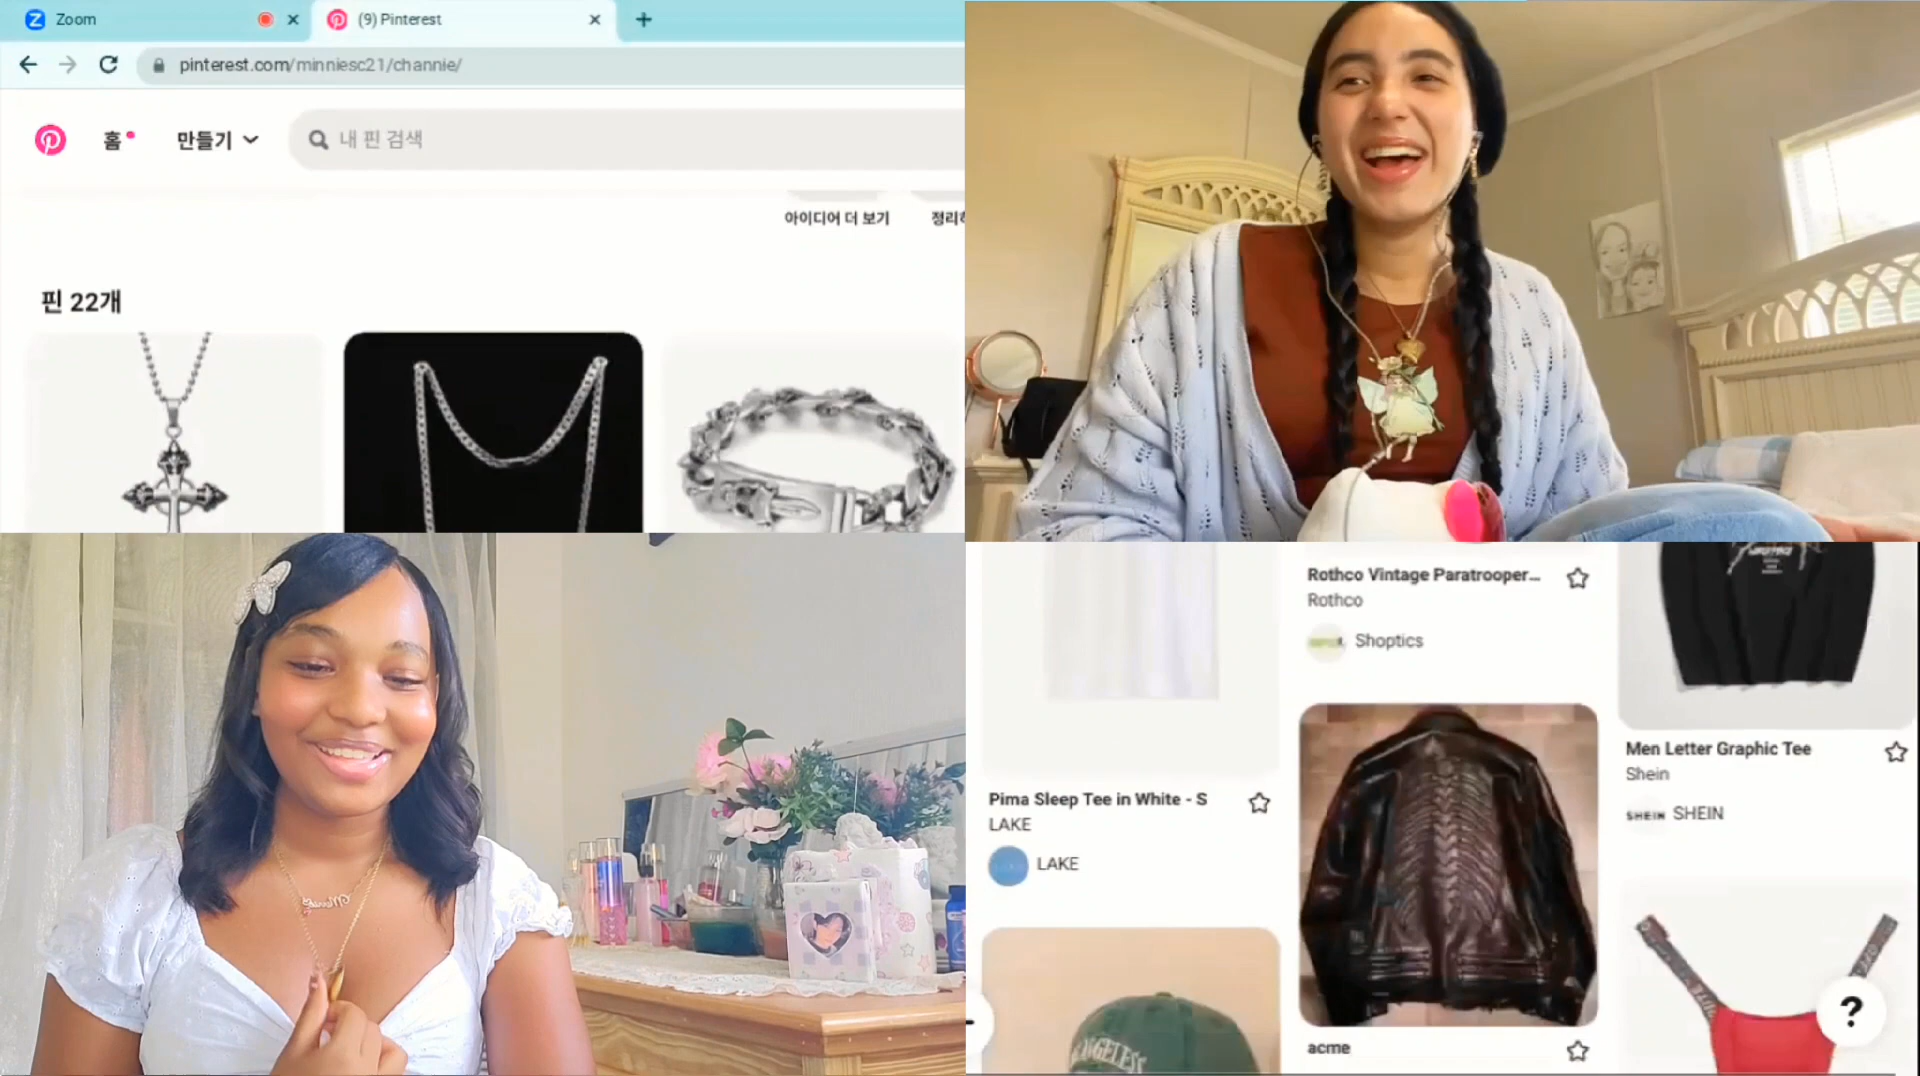 Zoom
(9) Pinterest
pinterest.com/minniesc21/channie/
홈
만들기
내 핀 검색
아이디어 더 보기
핀 22개
Rothco Vintage Paratrooper...
Rothco
Shoptics
Men Letter Graphic Tee
Shein
SHEIN SHEIN
Pima Sleep Tee in White - S
LAKE
LAKE
acme
?